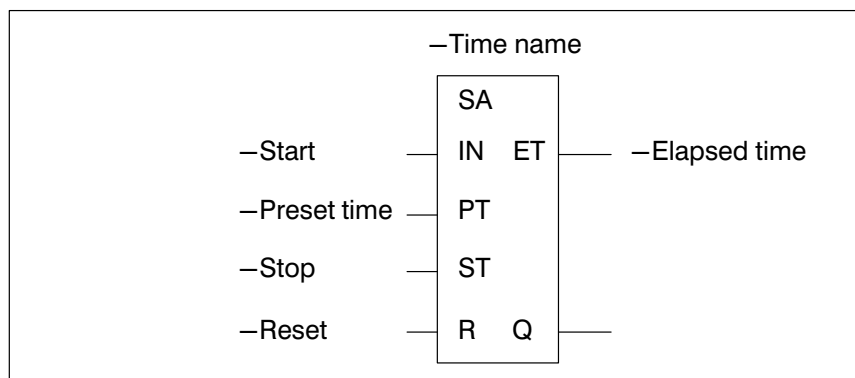 –Time name
SA
–Start IN ET –Elapsed time
–Preset time PT
–Stop ST
–Reset R Q